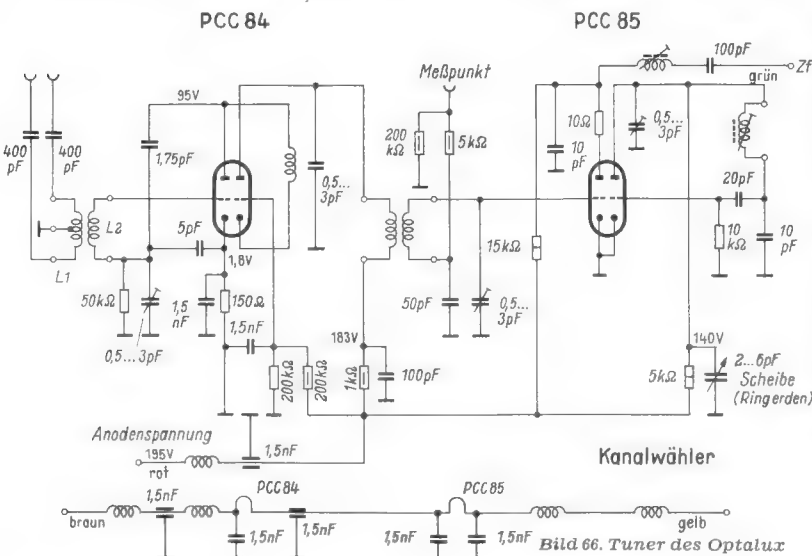 PCC 84
PCC 85
400 pF
400 pF
L1
L2
50kΩ
0,5...3pF
95V
1,75pF
5pF
1,8V
1,5 nF
150Ω
1,5nF
200kΩ
200kΩ
0,5... 3pF
Meßpunkt
200 kΩ
5kΩ
50pF
0,5... 3pF
183V
1kΩ
100pF
15kΩ
10 pF
10Ω
0,5... 3pF
100pF
Zf
grün
20pF
10 kΩ
10 pF
140V
5kΩ
2...6pF
Scheibe
(Ringerden)
Anodenspannung
195V
rot
1,5nF
Kanalwähler
braun
1,5nF
PCC84
1,5nF
1,5nF
PCC85
1,5nF
1,5nF
gelb
Bild 66. Tuner des Optalux